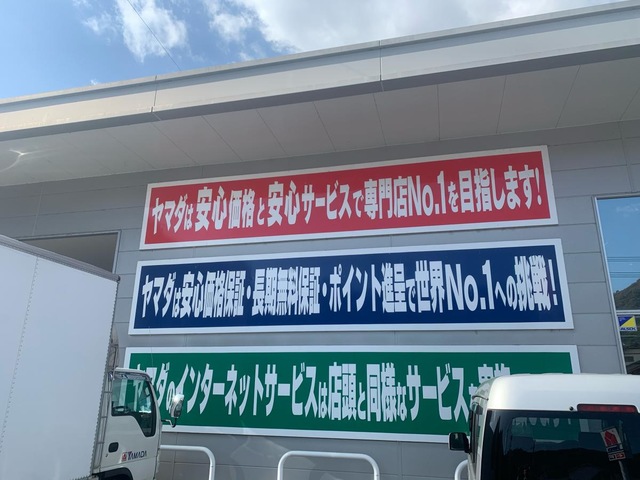 ヤマダは安心価格と安心サービスで専門店No.1を目指します!
ヤマダは安心価格保証・長期無料保証・ポイント進呈で世界No.1への挑戦!
ヤマダのインターネットサービスは店頭と同様なサービスを
YAMADA